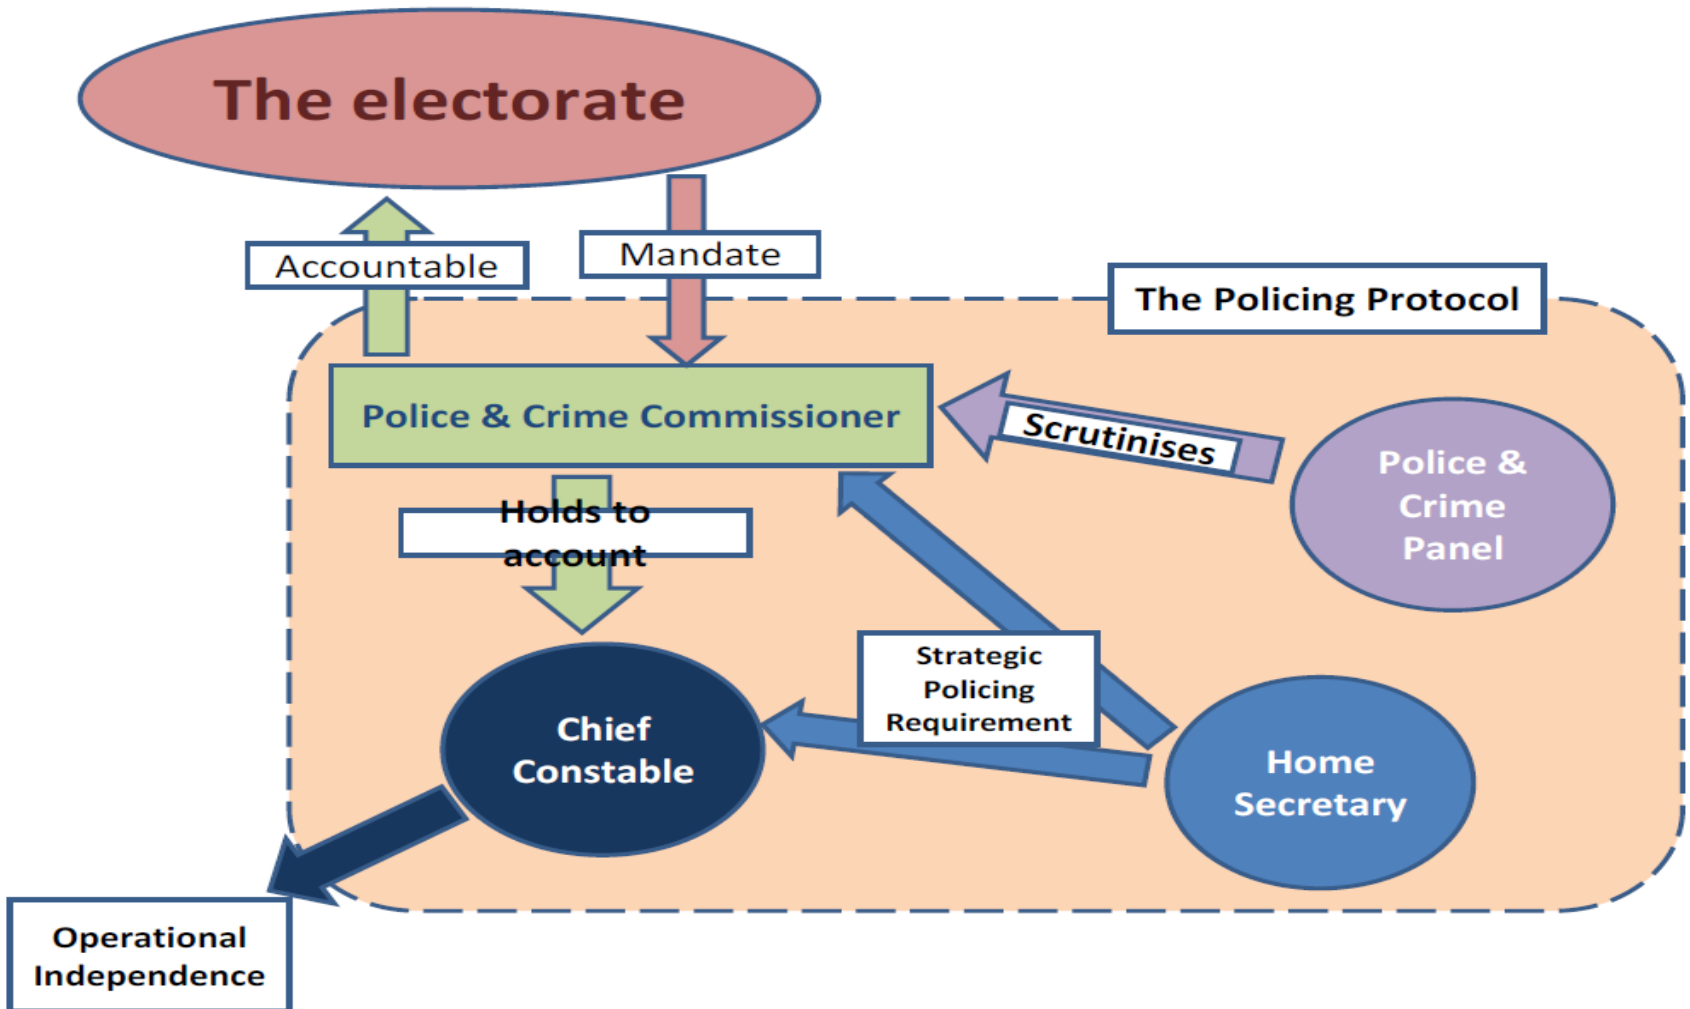 The electorate
Accountable
Mandate
The Policing Protocol
Police & Crime Commissioner
Scrutinises
Police &
Crime
Panel
Holds to
account
Strategic
Policing
Requirement
Chief
Constable
Home
Secretary
Operational
Independence